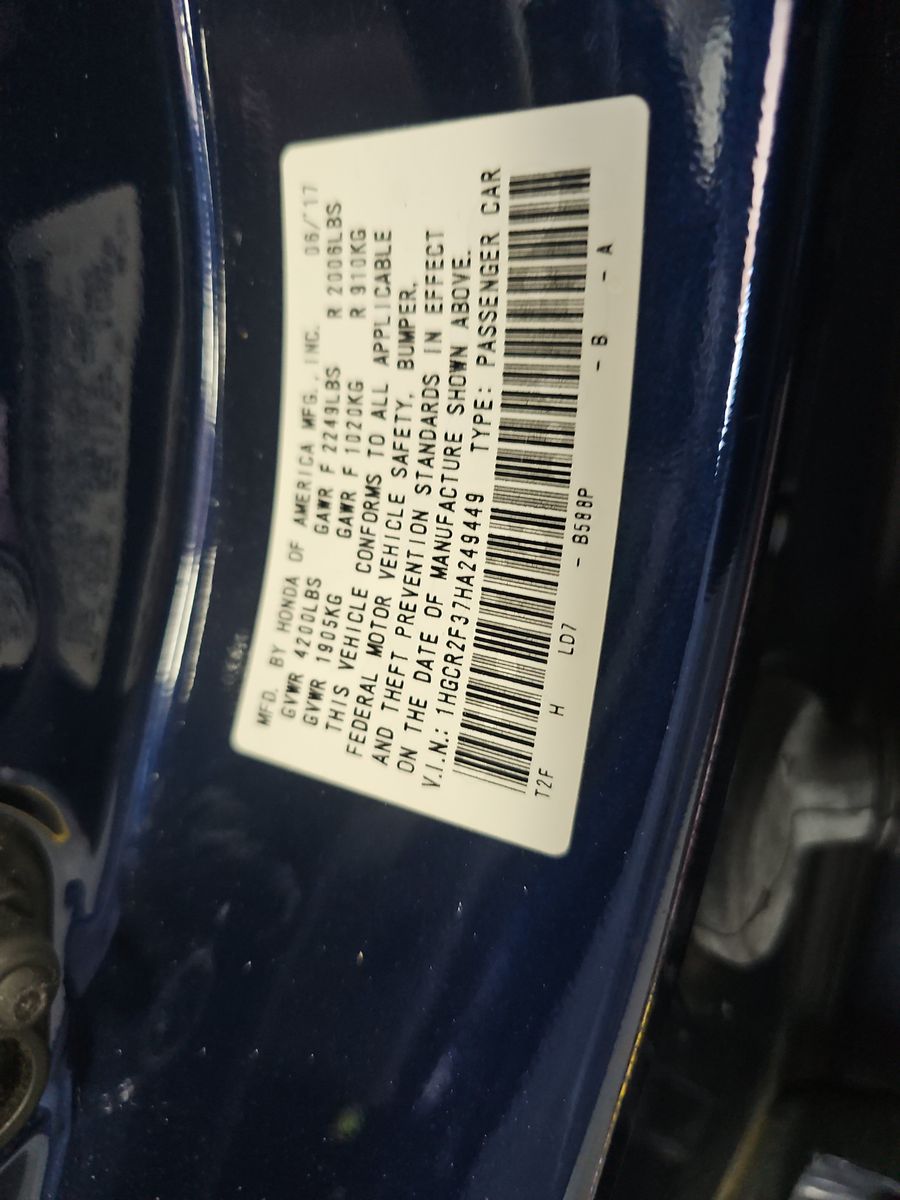 MFD. BY HONDA OF AMERICA MFG., INC. 06/'17
GVWR 4200LBS GAWR F 2249LBS R 2006LBS
GVWR 1905KG GAWR F 1020KG R 910KG
THIS VEHICLE CONFORMS TO ALL APPLICABLE
FEDERAL MOTOR VEHICLE SAFETY, BUMPER,
AND THEFT PREVENTION STANDARDS IN EFFECT
ON THE DATE OF MANUFACTURE SHOWN ABOVE.
V.I.N.: 1HGCR2F37HA249449 TYPE: PASSENGER CAR
T2F H LD7 - B588P - B - A